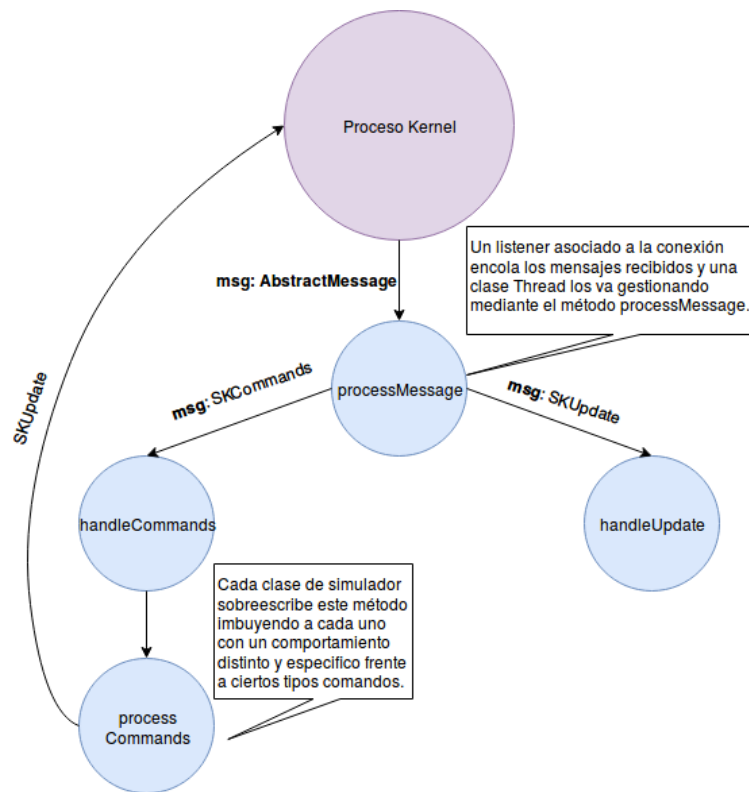 Proceso Kernel
msg: AbstractMessage
Un listener asociado a la conexión
encola los mensajes recibidos y una
clase Thread los va gestionando
mediante el método processMessage.
SKUpdate
msg: SKCommands
processMessage
msg: SKUpdate
handleCommands
handleUpdate
Cada clase de simulador
sobreescribe este método
imbuyendo a cada uno
con un comportamiento
distinto y especifico frente
a ciertos tipos comandos.
process
Commands